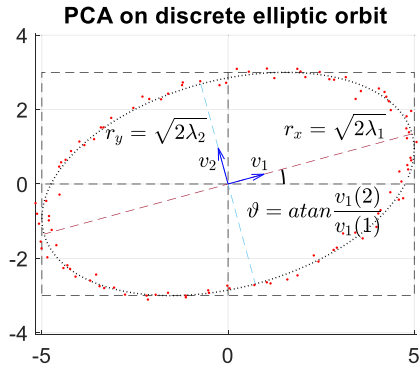 PCA on discrete elliptic orbit
4
2
0
-2
-4
r_y = √2λ_2
r_x = √2λ_1
v_2
v_1
ϑ = atan v_1(2)/v_1(1)
-5
0
5